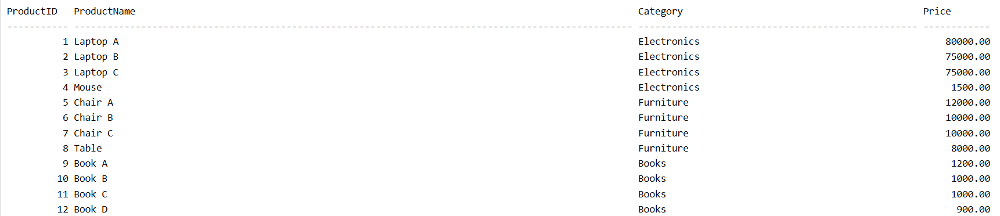 ProductID   ProductName                                                                                          Category                                           Price
----------- ---------------------------------------------------------------------------------------------------- -------------------------------------------------- ------------
          1 Laptop A                                                                                             Electronics                                            80000.00
          2 Laptop B                                                                                             Electronics                                            75000.00
          3 Laptop C                                                                                             Electronics                                            75000.00
          4 Mouse                                                                                                Electronics                                             1500.00
          5 Chair A                                                                                              Furniture                                              12000.00
          6 Chair B                                                                                              Furniture                                              10000.00
          7 Chair C                                                                                              Furniture                                              10000.00
          8 Table                                                                                                Furniture                                               8000.00
          9 Book A                                                                                               Books                                                   1200.00
         10 Book B                                                                                               Books                                                   1000.00
         11 Book C                                                                                               Books                                                   1000.00
         12 Book D                                                                                               Books                                                    900.00